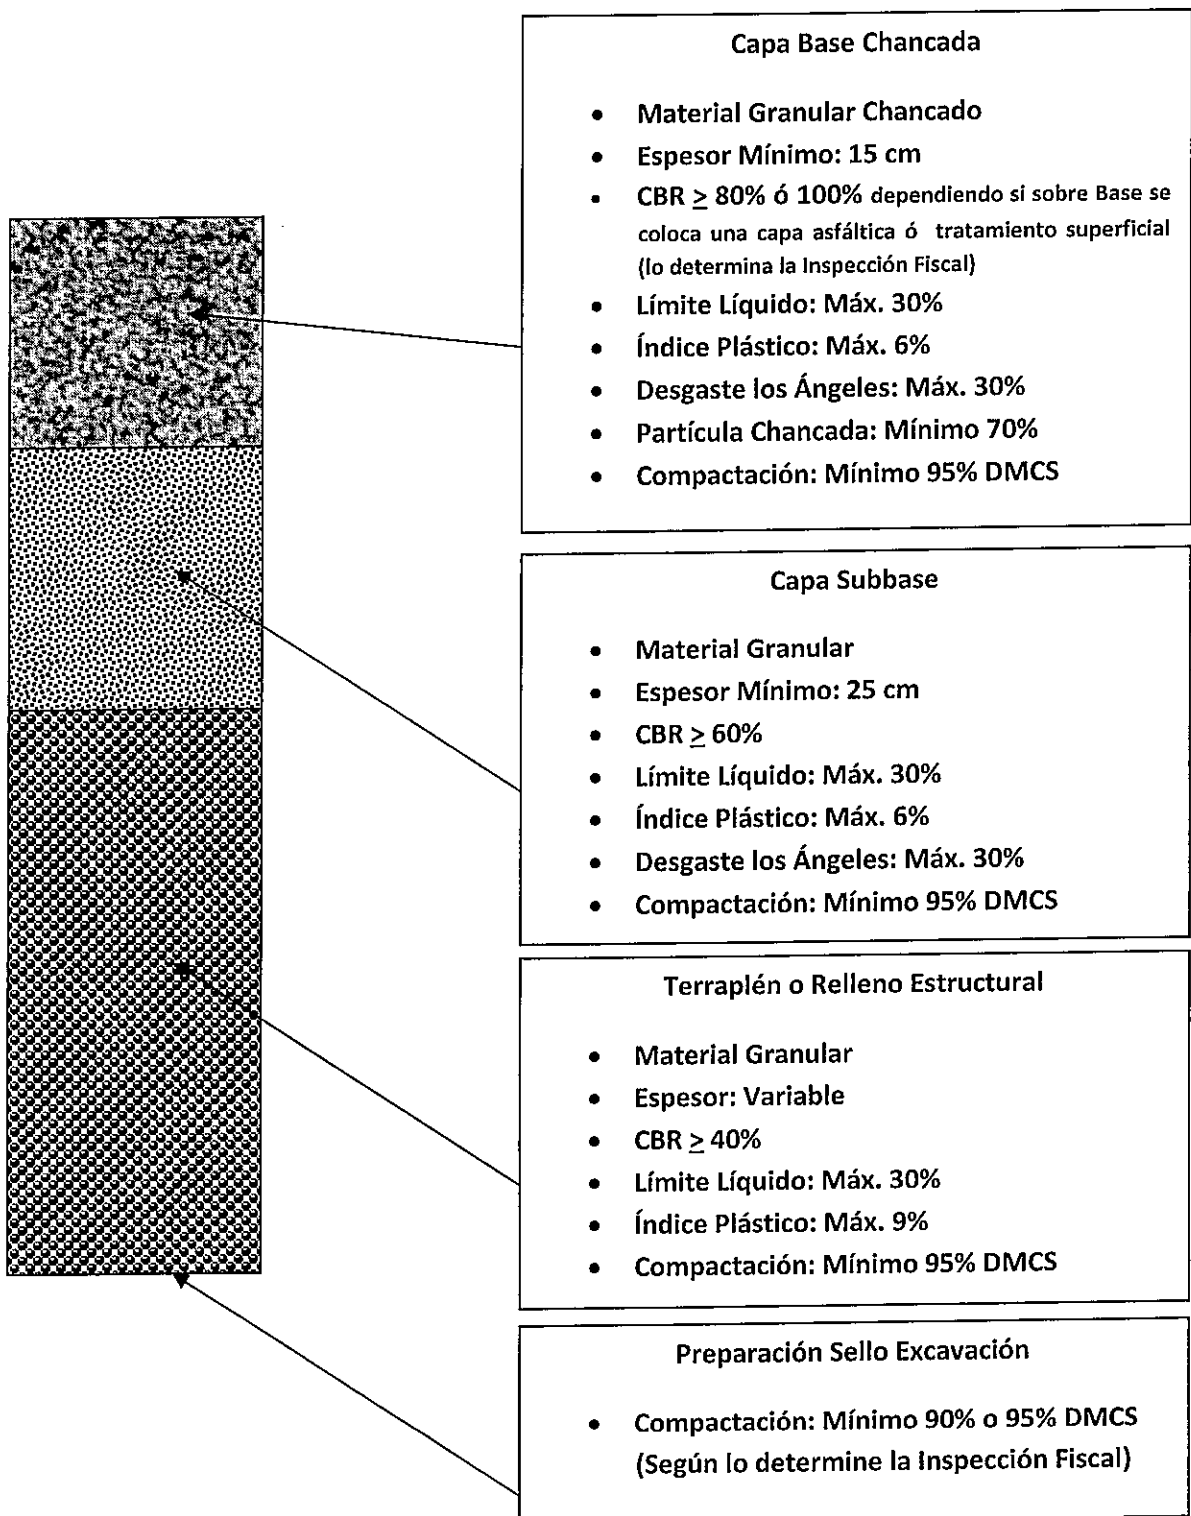 Capa Base Chancada
• Material Granular Chancado
• Espesor Mínimo: 15 cm
• CBR ≥ 80% ó 100% dependiendo si sobre Base se
coloca una capa asfáltica ó tratamiento superficial
(lo determina la Inspección Fiscal)
• Límite Líquido: Máx. 30%
• Índice Plástico: Máx. 6%
• Desgaste los Ángeles: Máx. 30%
• Partícula Chancada: Mínimo 70%
• Compactación: Mínimo 95% DMCS
Capa Subbase
• Material Granular
• Espesor Mínimo: 25 cm
• CBR ≥ 60%
• Límite Líquido: Máx. 30%
• Índice Plástico: Máx. 6%
• Desgaste los Ángeles: Máx. 30%
• Compactación: Mínimo 95% DMCS
Terraplén o Relleno Estructural
• Material Granular
• Espesor: Variable
• CBR ≥ 40%
• Límite Líquido: Máx. 30%
• Índice Plástico: Máx. 9%
• Compactación: Mínimo 95% DMCS
Preparación Sello Excavación
• Compactación: Mínimo 90% o 95% DMCS
(Según lo determine la Inspección Fiscal)